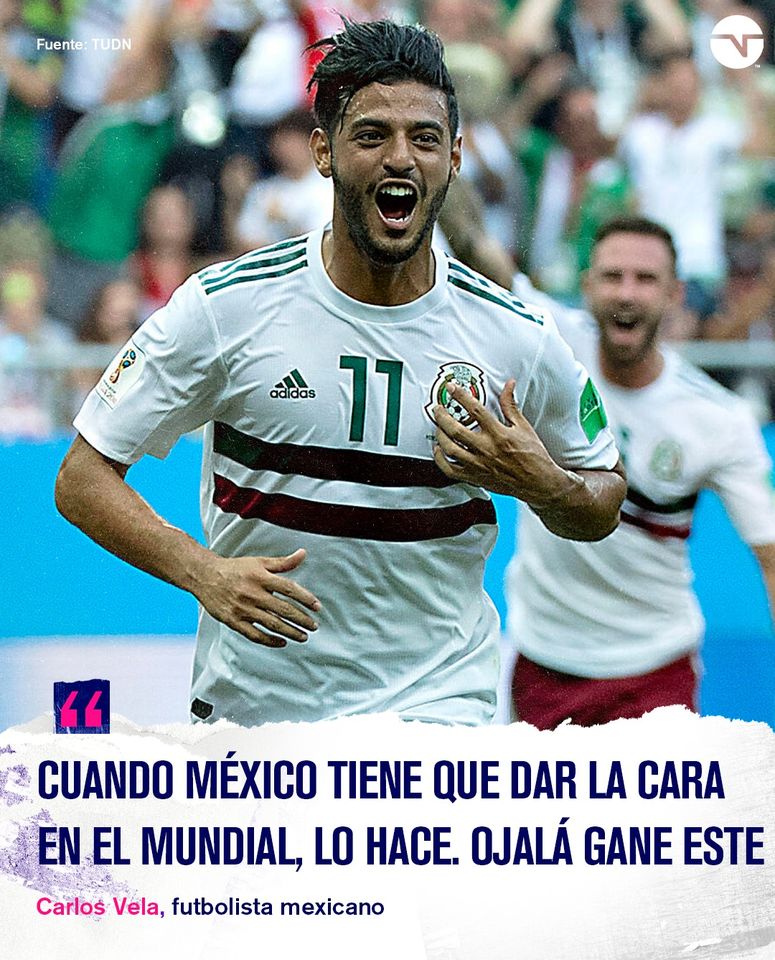 Fuente: TUDN
adidas
11
CUANDO MÉXICO TIENE QUE DAR LA CARA
EN EL MUNDIAL, LO HACE. OJALÁ GANE ESTE
Carlos Vela, futbolista mexicano